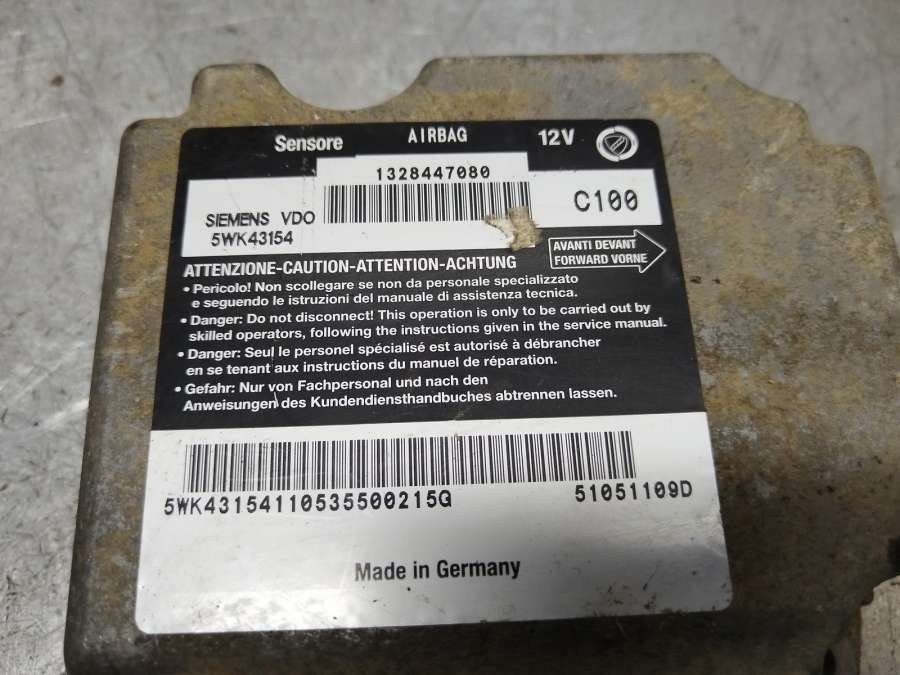 Sensore AIRBAG 12V
1328447080
SIEMENS VDO
5WK43154
C100
AVANTI DEVANT
FORWARD VORNE
ATTENZIONE-CAUTION-ATTENTION-ACHTUNG
• Pericolo! Non scollegare se non da personale specializzato
e seguendo le istruzioni del manuale di assistenza tecnica.
• Danger: Do not disconnect! This operation is only to be carried out by
skilled operators, following the instructions given in the service manual.
• Danger: Seul le personel spécialisé est autorisé à débrancher
en se tenant aux instructions du manuel de réparation.
• Gefahr: Nur von Fachpersonal und nach den
Anweisungen des Kundendiensthandbuches abtrennen lassen.
5WK43154110535500215G 51051109D
Made in Germany